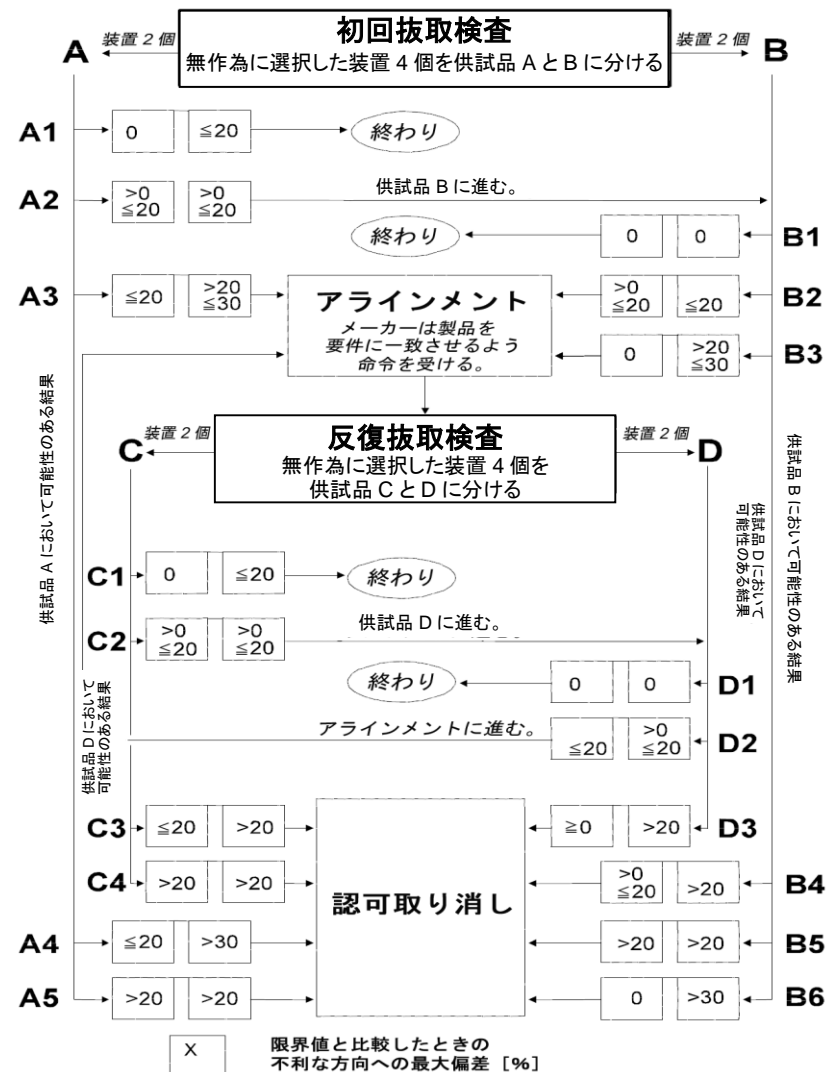 初回抜取検査
無作為に選択した装置 4 個を供試品 A と B に分ける
A 装置 2 個
装置 2 個 B
A1 0 ≦20 終わり
A2 >0 ≦20 >0 ≦20 供試品 B に進む。
終わり 0 0 B1
A3 ≦20 >20 ≦30
アラインメント
メーカーは製品を
要件に一致させるよう
命令を受ける。
>0 ≦20 ≦20 B2
0 >20 ≦30 B3
反復抜取検査
無作為に選択した装置 4 個を
供試品 C と D に分ける
C 装置 2 個
装置 2 個 D
供試品 A において可能性のある結果
供試品 B において可能性のある結果
供試品 D において
可能性のある結果
C1 0 ≦20 終わり
C2 >0 ≦20 >0 ≦20 供試品 D に進む。
終わり 0 0 D1
アラインメントに進む。 ≦20 >0 ≦20 D2
供試品 D において
可能性のある結果
C3 ≦20 >20
≧0 >20 D3
C4 >20 >20
認可取り消し
>0 ≦20 >20 B4
A4 ≦20 >30
>20 >20 B5
A5 >20 >20
0 >30 B6
X 限界値と比較したときの
不利な方向への最大偏差 [%]